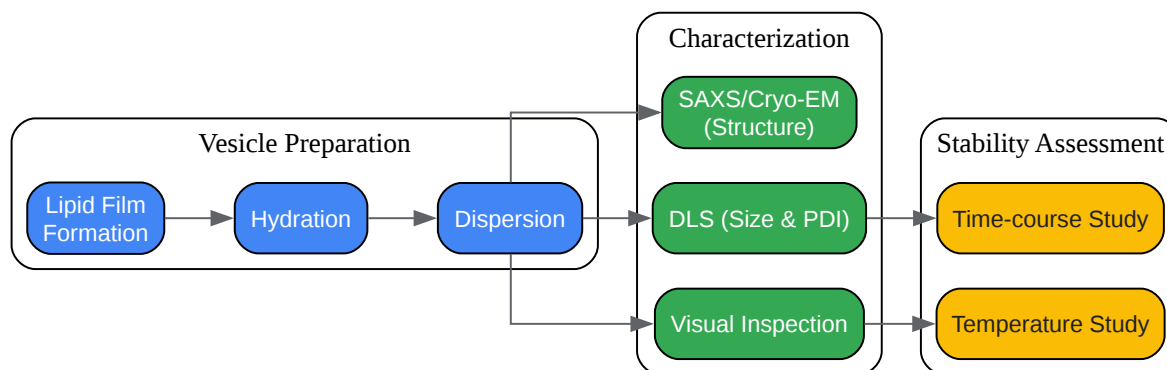 Vesicle Preparation
Lipid Film
Formation
Hydration
Dispersion
Characterization
SAXS/Cryo-EM
(Structure)
DLS (Size & PDI)
Visual Inspection
Stability Assessment
Time-course Study
Temperature Study